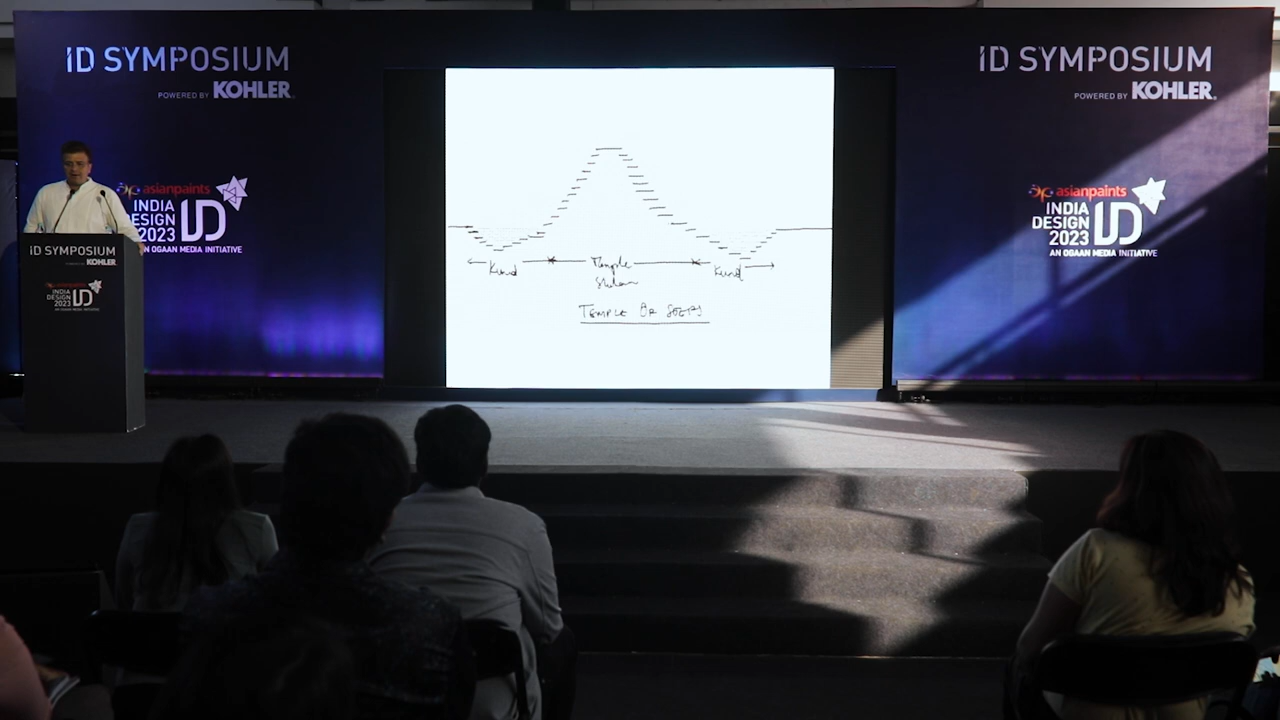 ID SYMPOSIUM
POWERED BY KOHLER
asianpaints
INDIA
DESIGN
2023
ID
AN OGAAN MEDIA INITIATIVE
ID SYMPOSIUM
KOHLER
INDIA
DESIGN
2023
ID
Kund
Temple
Kund
TEMPLE OF STEPS
ID SYMPOSIUM
POWERED BY KOHLER
asianpaints
INDIA
DESIGN
2023
ID
AN OGAAN MEDIA INITIATIVE